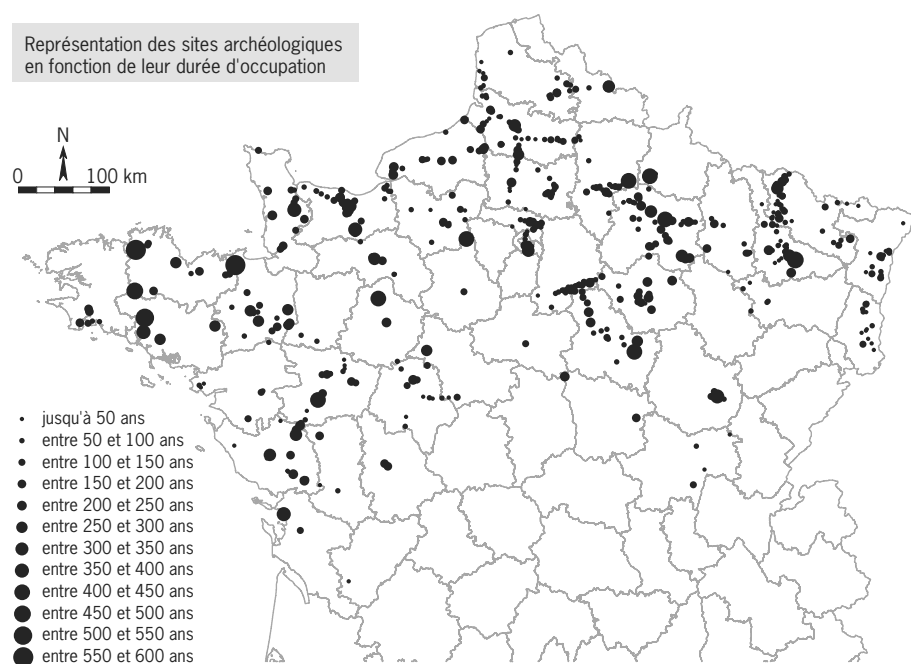 Représentation des sites archéologiques
en fonction de leur durée d'occupation
N
0 100 km
jusqu'à 50 ans
entre 50 et 100 ans
entre 100 et 150 ans
entre 150 et 200 ans
entre 200 et 250 ans
entre 250 et 300 ans
entre 300 et 350 ans
entre 350 et 400 ans
entre 400 et 450 ans
entre 450 et 500 ans
entre 500 et 550 ans
entre 550 et 600 ans